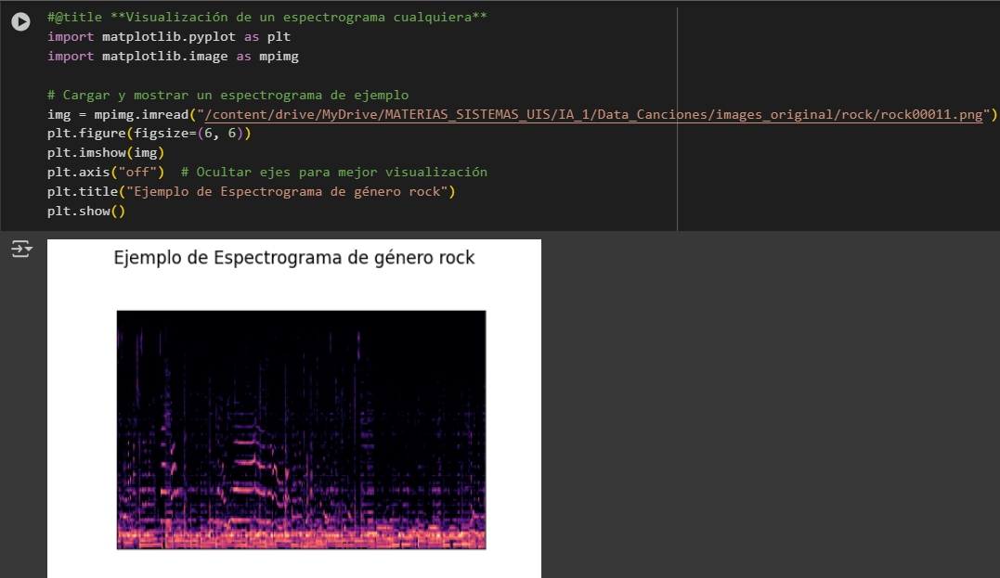 #@title **Visualización de un espectrograma cualquiera**
import matplotlib.pyplot as plt
import matplotlib.image as mpimg
# Cargar y mostrar un espectrograma de ejemplo
img = mpimg.imread("/content/drive/MyDrive/MATERIAS_SISTEMAS_UIS/IA_1/Data_Canciones/images_original/rock/rock00011.png")
plt.figure(figsize=(6, 6))
plt.imshow(img)
plt.axis("off")  # Ocultar ejes para mejor visualización
plt.title("Ejemplo de Espectrograma de género rock")
plt.show()
Ejemplo de Espectrograma de género rock